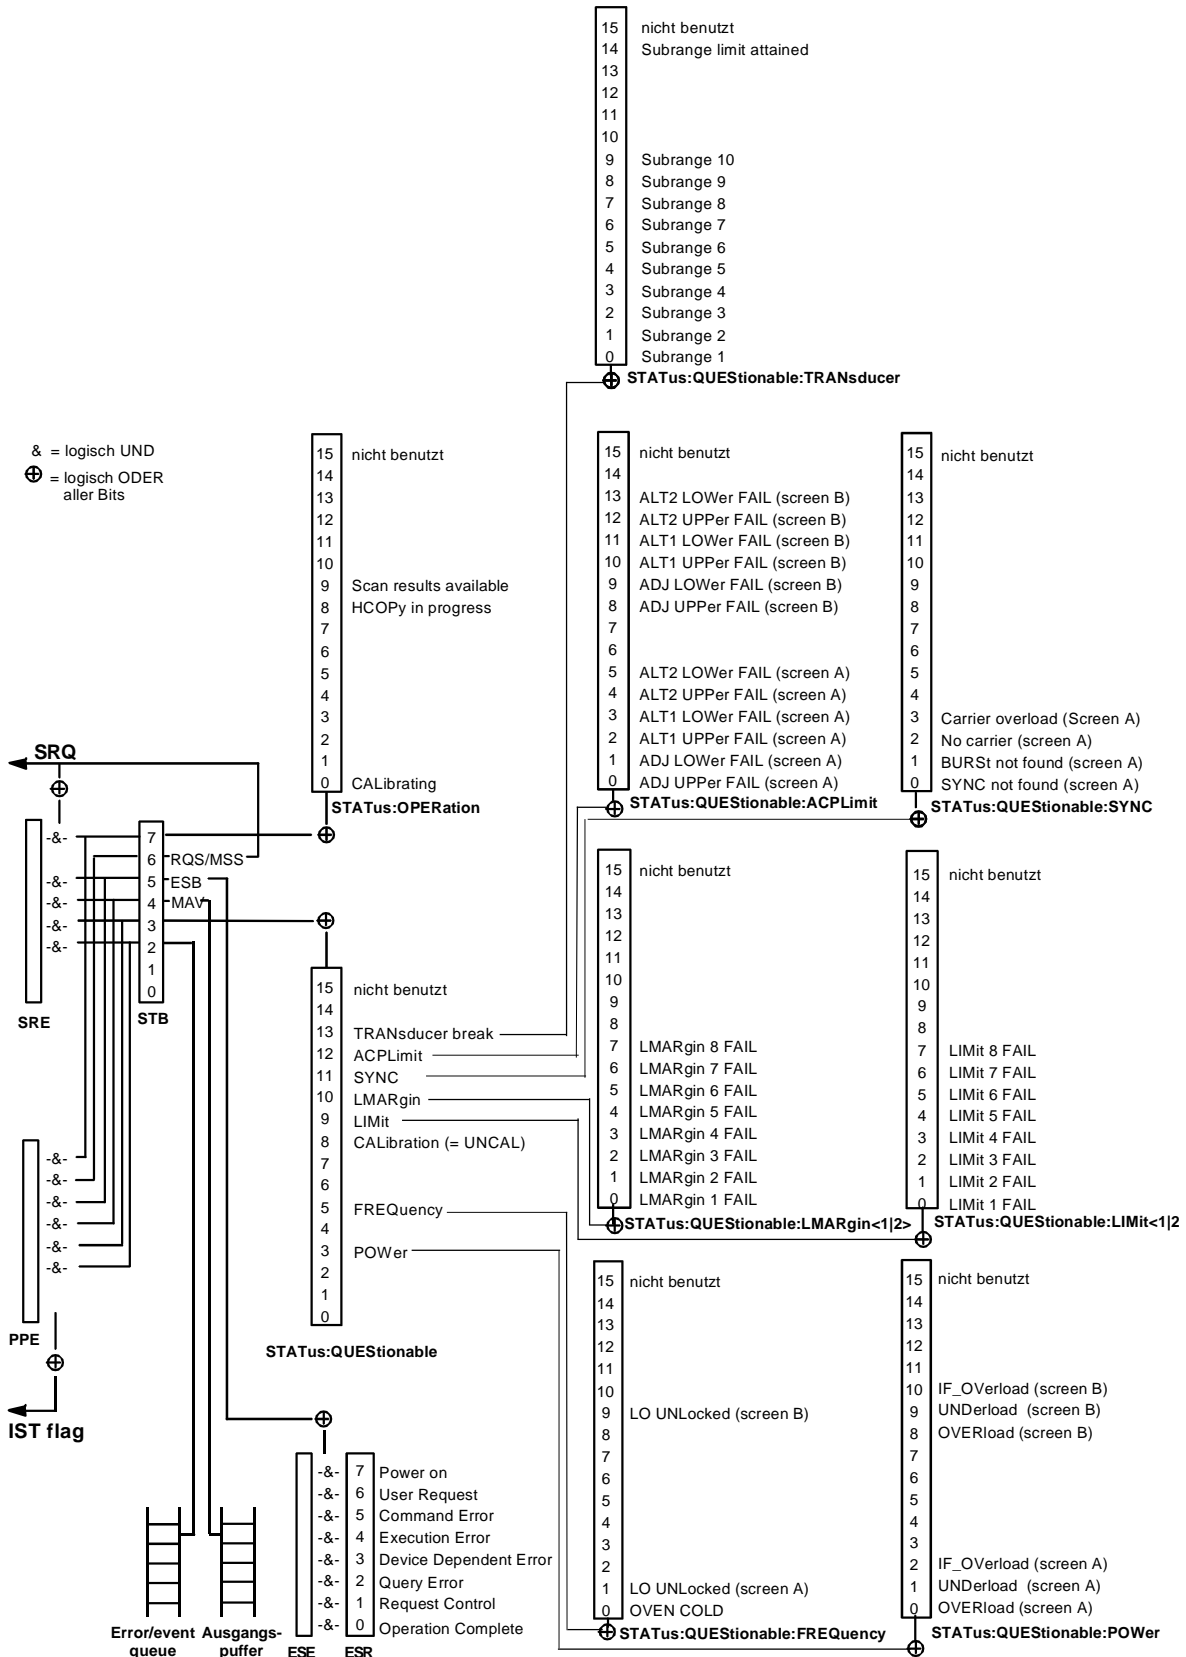 15 nicht benutzt
14 Subrange limit attained
13
12
11
10
9 Subrange 10
8 Subrange 9
7 Subrange 8
6 Subrange 7
5 Subrange 6
4 Subrange 5
3 Subrange 4
2 Subrange 3
1 Subrange 2
0 Subrange 1
STATus:QUEStionable:TRANsducer
& = logisch UND
⊕ = logisch ODER
aller Bits
15 nicht benutzt
14
13
12
11
10
9 Scan results available
8 HCOPy in progress
7
6
5
4
3
2
1
0 CALibrating
STATus:OPERation
15 nicht benutzt
14
13 ALT2 LOWer FAIL (screen B)
12 ALT2 UPPer FAIL (screen B)
11 ALT1 LOWer FAIL (screen B)
10 ALT1 UPPer FAIL (screen B)
9 ADJ LOWer FAIL (screen B)
8 ADJ UPPer FAIL (screen B)
7
6
5 ALT2 LOWer FAIL (screen A)
4 ALT2 UPPer FAIL (screen A)
3 ALT1 LOWer FAIL (screen A)
2 ALT1 UPPer FAIL (screen A)
1 ADJ LOWer FAIL (screen A)
0 ADJ UPPer FAIL (screen A)
STATus:QUEStionable:ACPLimit
15 nicht benutzt
14
13
12
11
10
9
8
7
6
5
4
3 Carrier overload (Screen A)
2 No carrier (screen A)
1 BURSt not found (screen A)
0 SYNC not found (screen A)
STATus:QUEStionable:SYNC
SRQ
-&-
-&-
-&-
-&-
-&-
SRE
7
6 RQS/MSS
5 ESB
4 MAV
3
2
1
0
STB
15 nicht benutzt
14
13 TRANsducer break
12 ACPLimit
11 SYNC
10 LMARgin
9 LIMit
8 CALibration (= UNCAL)
7
6
5 FREQuency
4
3 POWer
2
1
0
STATus:QUEStionable
15 nicht benutzt
14
13
12
11
10
9
8
7 LMARgin 8 FAIL
6 LMARgin 7 FAIL
5 LMARgin 6 FAIL
4 LMARgin 5 FAIL
3 LMARgin 4 FAIL
2 LMARgin 3 FAIL
1 LMARgin 2 FAIL
0 LMARgin 1 FAIL
STATus:QUEStionable:LMARgin<1|2>
15 nicht benutzt
14
13
12
11
10
9
8
7 LIMit 8 FAIL
6 LIMit 7 FAIL
5 LIMit 6 FAIL
4 LIMit 5 FAIL
3 LIMit 4 FAIL
2 LIMit 3 FAIL
1 LIMit 2 FAIL
0 LIMit 1 FAIL
STATus:QUEStionable:LIMit<1|2
-&-
-&-
-&-
-&-
-&-
-&-
PPE
IST flag
15 nicht benutzt
14
13
12
11
10
9 LO UNLocked (screen B)
8
7
6
5
4
3
2
1 LO UNLocked (screen A)
0 OVEN COLD
STATus:QUEStionable:FREQuency
15 nicht benutzt
14
13
12
11
10 IF_OVerload (screen B)
9 UNDerload (screen B)
8 OVERload (screen B)
7
6
5
4
3
2 IF_OVerload (screen A)
1 UNDerload (screen A)
0 OVERload (screen A)
STATus:QUEStionable:POWer
-&- 7 Power on
-&- 6 User Request
-&- 5 Command Error
-&- 4 Execution Error
-&- 3 Device Dependent Error
-&- 2 Query Error
-&- 1 Request Control
-&- 0 Operation Complete
ESE ESR
Error/event
queue
Ausgangs-
puffer